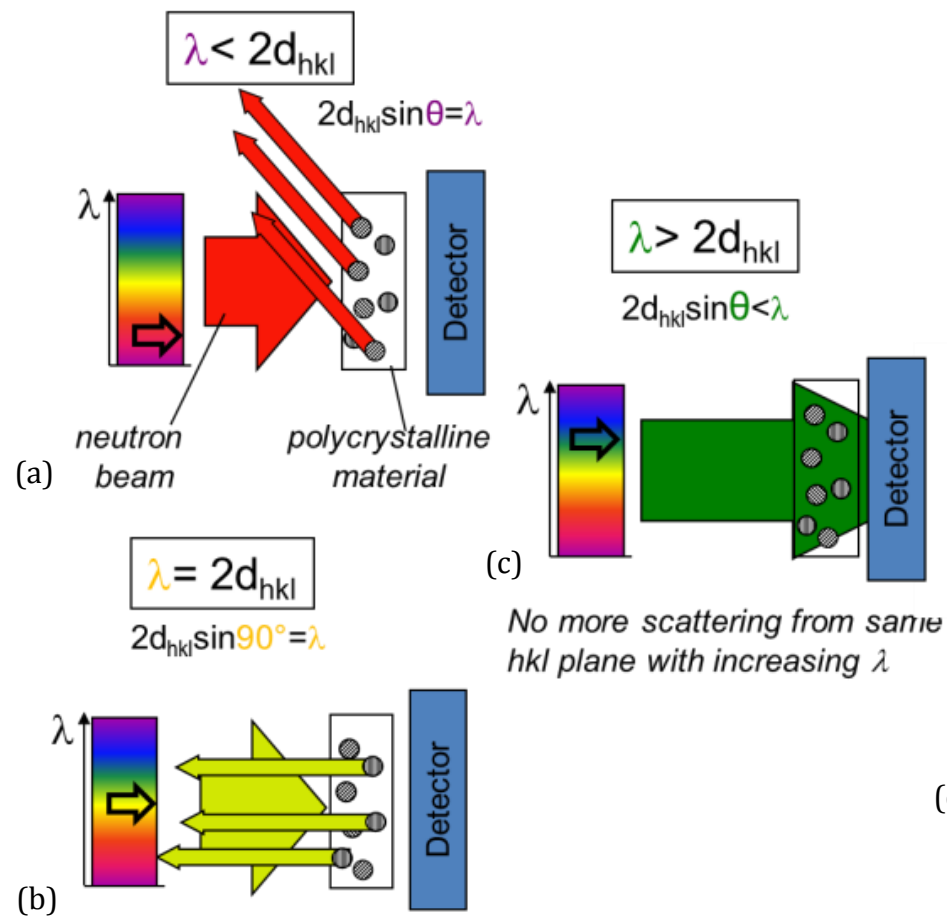 λ< 2dhkl
2dhklsinθ=λ
λ
Detector
neutron
beam
polycrystalline
material
(a)
λ= 2dhkl
2dhklsin90°=λ
λ
Detector
(b)
λ> 2dhkl
2dhklsinθ<λ
λ
Detector
(c)
No more scattering from same
hkl plane with increasing λ